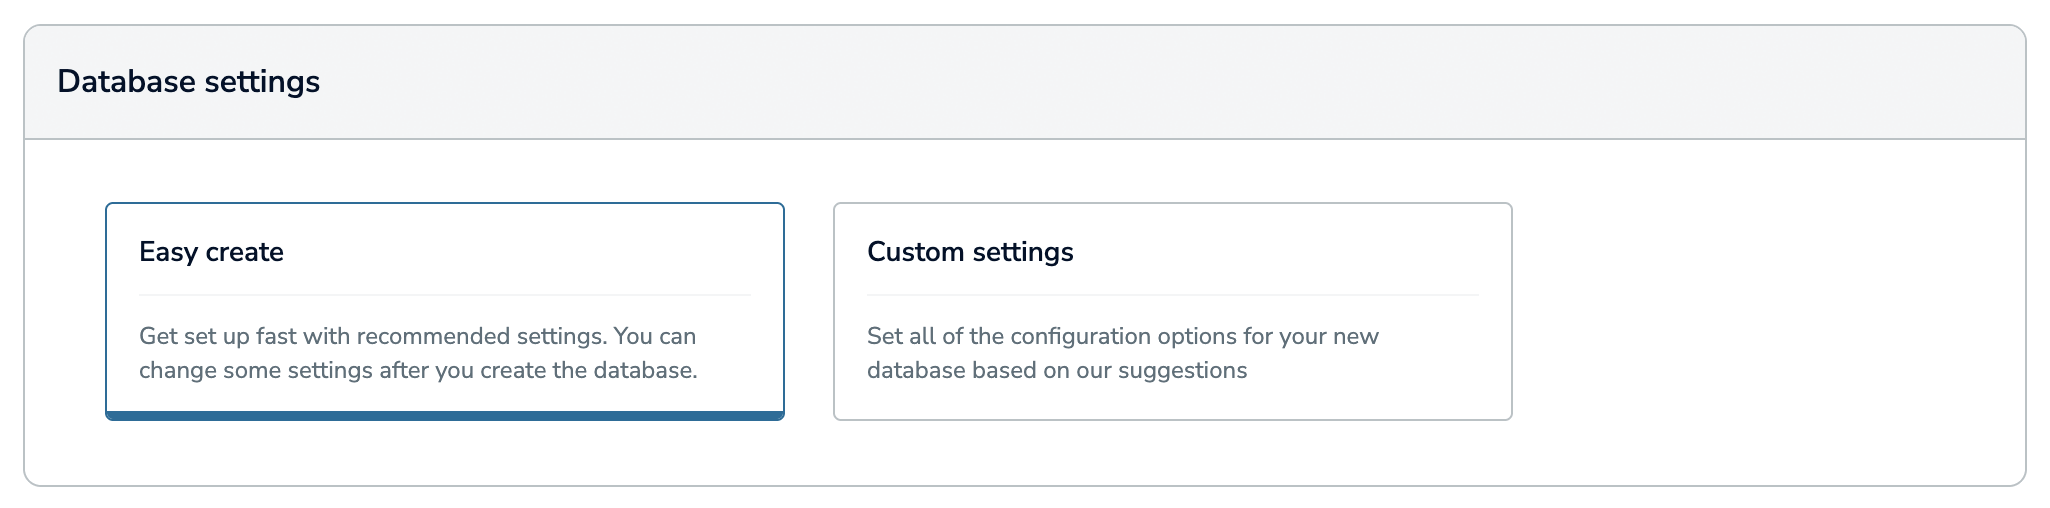 Database settings
Easy create
Get set up fast with recommended settings. You can
change some settings after you create the database.
Custom settings
Set all of the configuration options for your new
database based on our suggestions